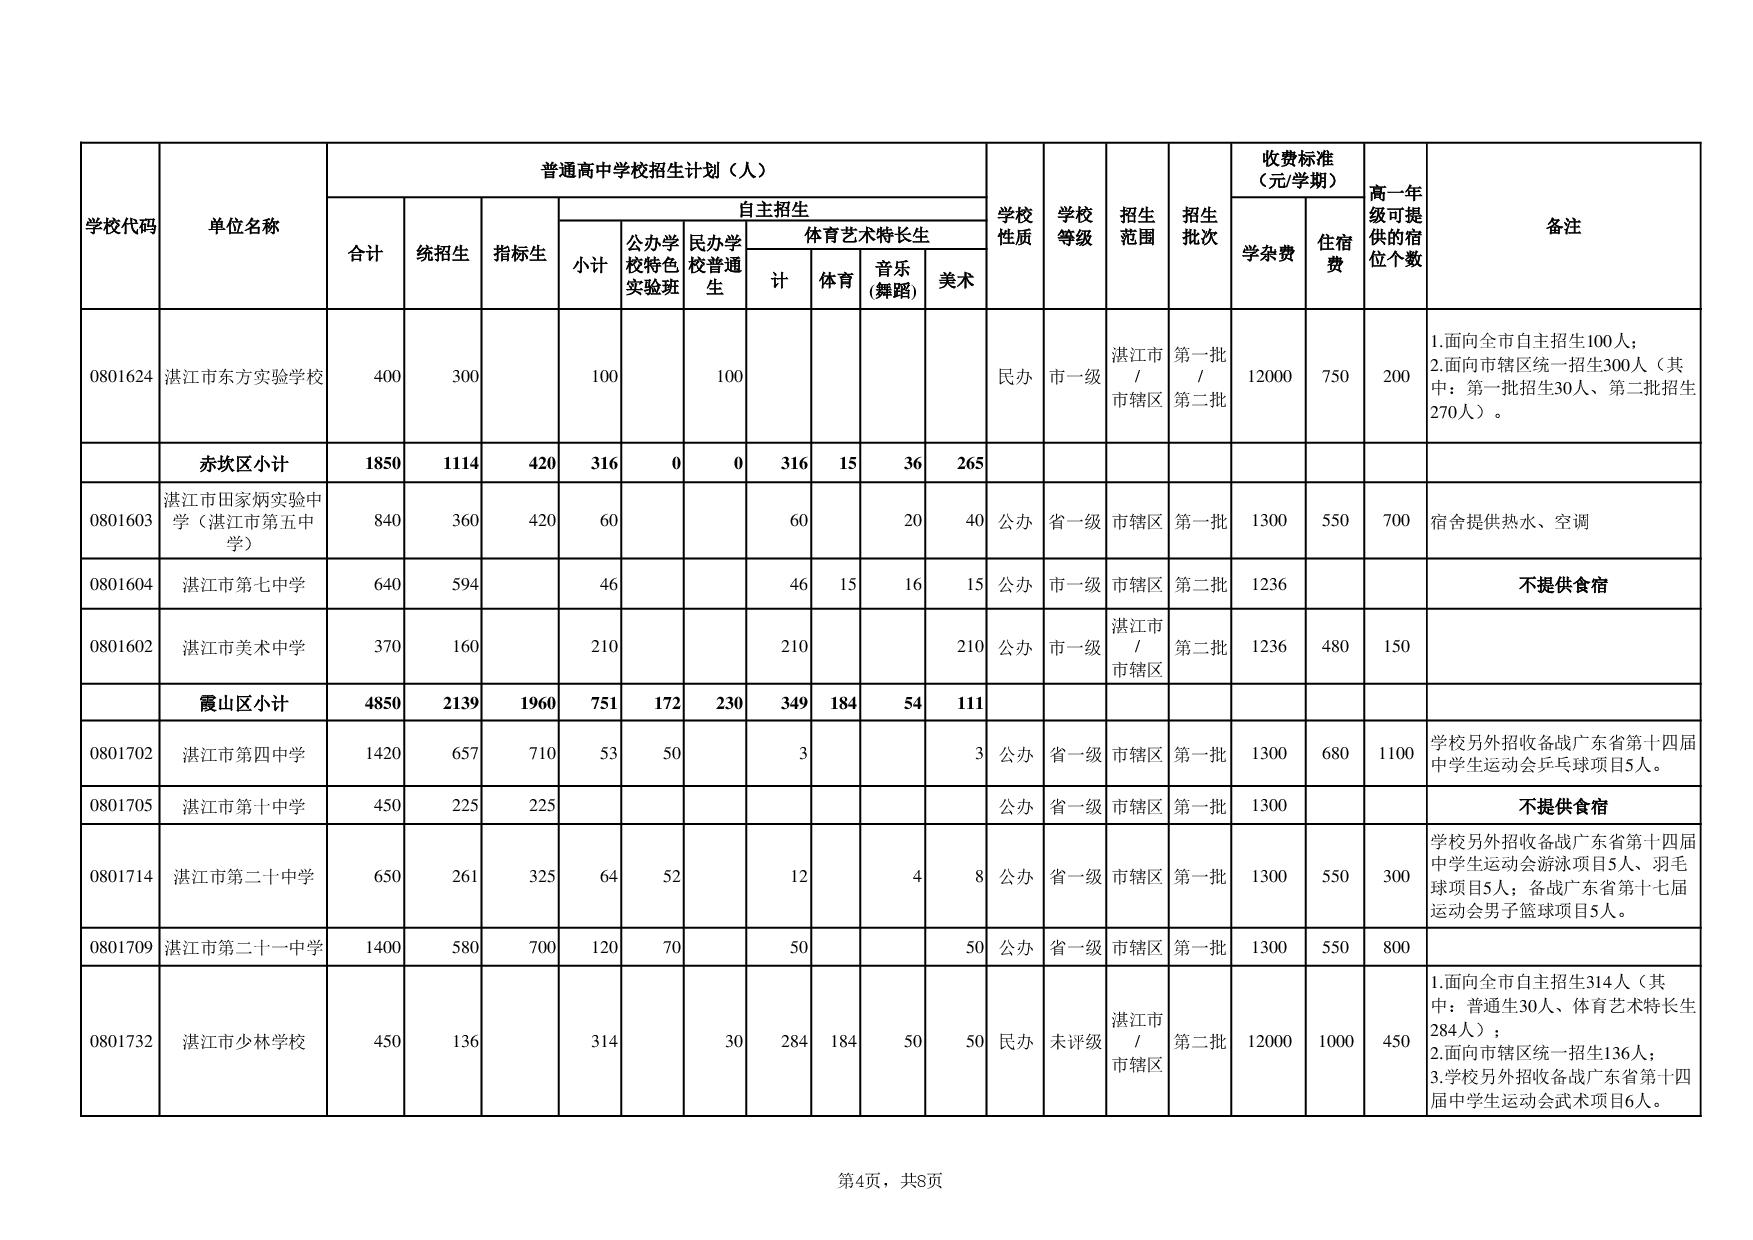 学校代码 单位名称 普通高中学校招生计划（人） 学校性质 学校等级 招生范围 招生批次 收费标准（元/学期） 高一年级可提供的宿位个数 备注
合计 统招生 指标生 自主招生 学杂费 住宿费
小计 公办学校特色实验班 民办学校普通生 体育艺术特长生
计 体育 音乐(舞蹈) 美术
0801624 湛江市东方实验学校 400 300 100 100 民办 市一级 湛江市/市辖区 第一批/第二批 12000 750 200
1.面向全市自主招生100人；
2.面向市辖区统一招生300人（其
中：第一批招生30人、第二批招生
270人）。
赤坎区小计 1850 1114 420 316 0 0 316 15 36 265
0801603 湛江市田家炳实验中学（湛江市第五中学） 840 360 420 60 60 20 40 公办 省一级 市辖区 第一批 1300 550 700 宿舍提供热水、空调
0801604 湛江市第七中学 640 594 46 46 15 16 15 公办 市一级 市辖区 第二批 1236 不提供食宿
0801602 湛江市美术中学 370 160 210 210 210 公办 市一级 湛江市/市辖区 第二批 1236 480 150
霞山区小计 4850 2139 1960 751 172 230 349 184 54 111
0801702 湛江市第四中学 1420 657 710 53 50 3 3 公办 省一级 市辖区 第一批 1300 680 1100
学校另外招收备战广东省第十四届
中学生运动会乒乓球项目5人。
0801705 湛江市第十中学 450 225 225 公办 省一级 市辖区 第一批 1300 不提供食宿
0801714 湛江市第二十中学 650 261 325 64 52 12 4 8 公办 省一级 市辖区 第一批 1300 550 300
学校另外招收备战广东省第十四届
中学生运动会游泳项目5人、羽毛
球项目5人；备战广东省第十七届
运动会男子篮球项目5人。
0801709 湛江市第二十一中学 1400 580 700 120 70 50 50 公办 省一级 市辖区 第一批 1300 550 800
0801732 湛江市少林学校 450 136 314 30 284 184 50 50 民办 未评级 湛江市/市辖区 第二批 12000 1000 450
1.面向全市自主招生314人（其
中：普通生30人、体育艺术特长生
284人）；
2.面向市辖区统一招生136人；
3.学校另外招收备战广东省第十四
届中学生运动会武术项目6人。
第4页，共8页